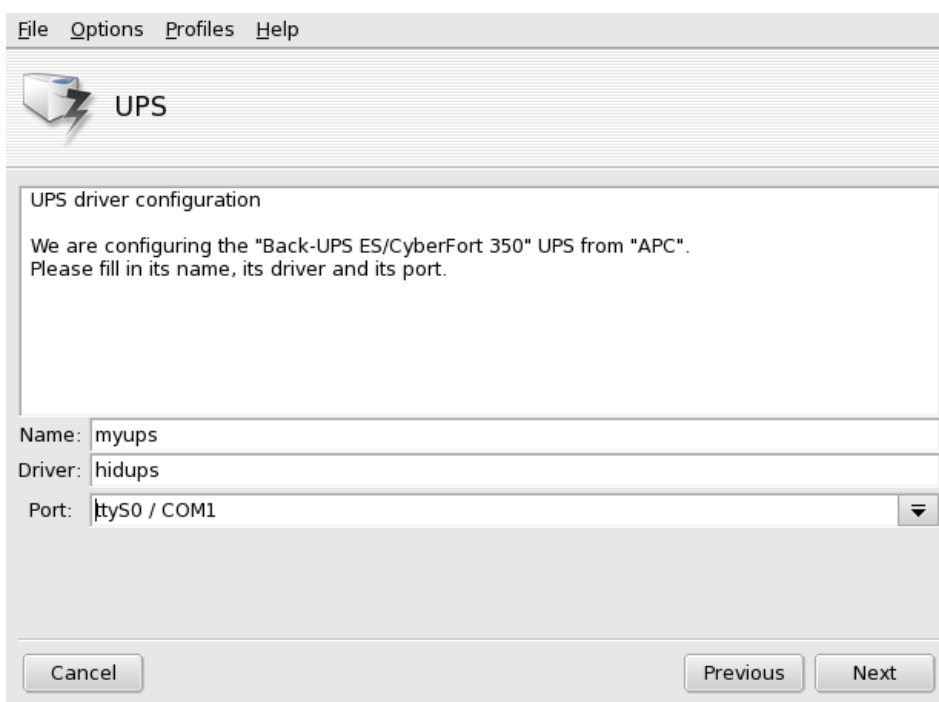 File Options Profiles Help
UPS
UPS driver configuration
We are configuring the "Back-UPS ES/CyberFort 350" UPS from "APC".
Please fill in its name, its driver and its port.
Name: myups
Driver: hidups
Port: ttyS0 / COM1
Cancel Previous Next